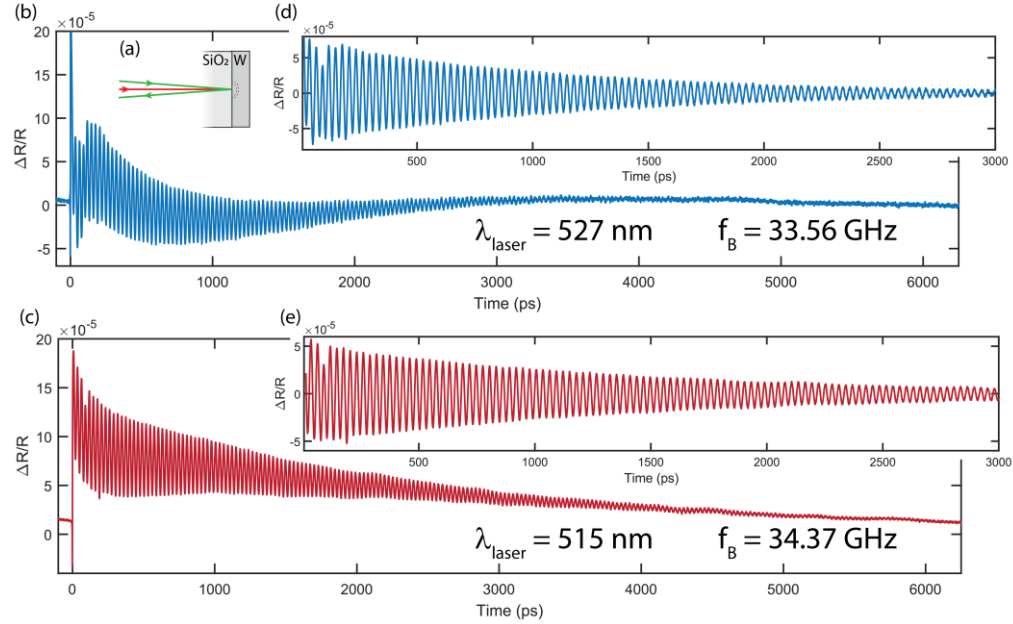 (b)
×10⁻⁵
20
15
10
5
0
-5
ΔR/R
0
1000
2000
3000
4000
5000
6000
Time (ps)
(a)
SiO₂ W
(d)
×10⁻⁵
5
0
-5
ΔR/R
500
1000
1500
2000
2500
3000
Time (ps)
λlaser = 527 nm fB = 33.56 GHz
(c)
×10⁻⁵
20
15
10
5
0
ΔR/R
0
1000
2000
3000
4000
5000
6000
Time (ps)
(e)
×10⁻⁵
5
0
-5
ΔR/R
500
1000
1500
2000
2500
3000
Time (ps)
λlaser = 515 nm fB = 34.37 GHz